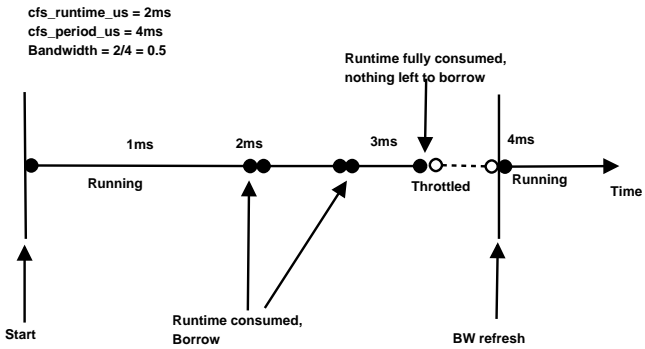 cfs_runtime_us = 2ms
cfs_period_us = 4ms
Bandwidth = 2/4 = 0.5
Runtime fully consumed,
nothing left to borrow
1ms
2ms
3ms
4ms
Running
Throttled
Running
Time
Runtime consumed,
Borrow
Start
BW refresh